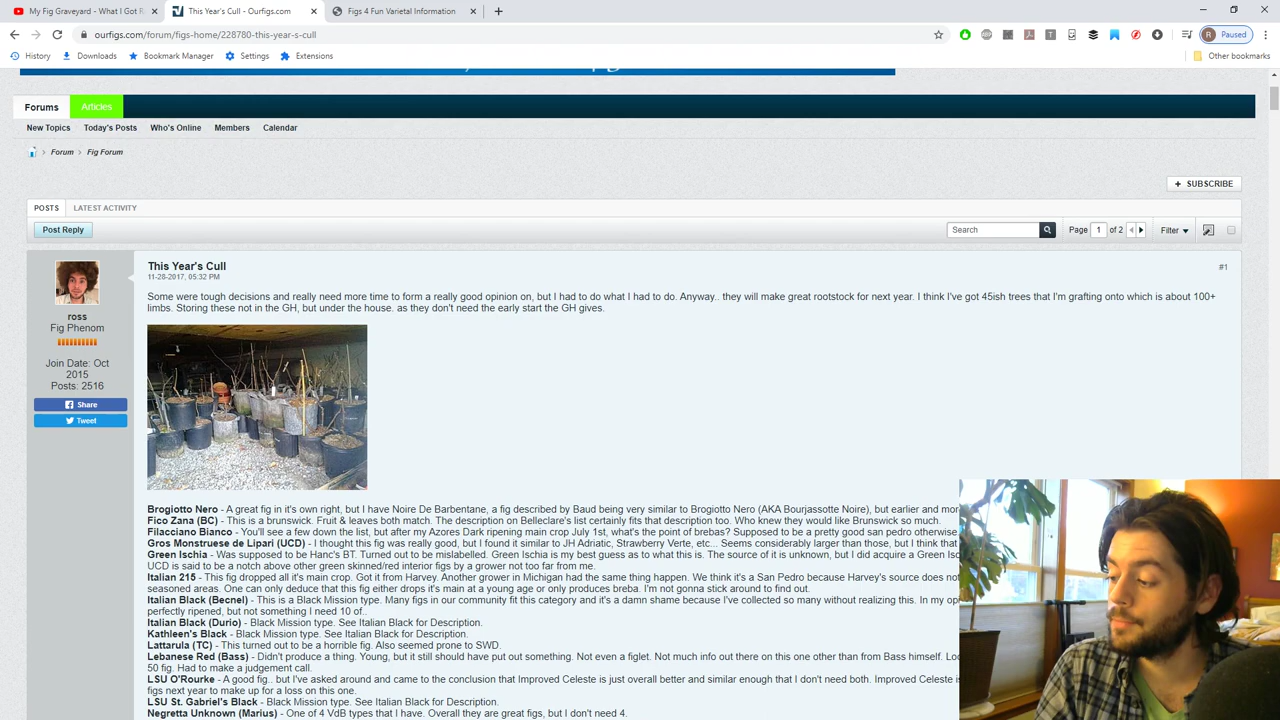 My Fig Graveyard - What I Got R
This Year's Cull - Ourfigs.com
Figs 4 Fun Varietal Information
ourfigs.com/forum/figs-home/228780-this-year-s-cull
R Paused
History Downloads Bookmark Manager Settings Extensions Other bookmarks
Forums Articles
New Topics Today's Posts Who's Online Members Calendar
Forum > Fig Forum
+ SUBSCRIBE
POSTS LATEST ACTIVITY
Post Reply Search Page 1 of 2 Filter
This Year's Cull
11-28-2017, 05:32 PM
#1
Some were tough decisions and really need more time to form a really good opinion on, but I had to do what I had to do. Anyway.. they will make great rootstock for next year. I think I've got 45ish trees that I'm grafting onto which is about 100+
limbs. Storing these not in the GH, but under the house. as they don't need the early start the GH gives.
ross
Fig Phenom
Join Date: Oct
2015
Posts: 2516
Share
Tweet
Brogiotto Nero - A great fig in it's own right, but I have Noire De Barbentane, a fig described by Baud being very similar to Brogiotto Nero (AKA Bourjassotte Noire), but earlier and mor
Fico Zana (BC) - This is a brunswick. Fruit & leaves both match. The description on Belleclare's list certainly fits that description too. Who knew they would like Brunswick so much.
Filacciano Bianco - You'll see a few down the list, but after my Azores Dark ripening main crop July 1st, what's the point of brebas? Supposed to be a pretty good san pedro otherwise
Gros Monstruese de Lipari (UCD) - I thought this fig was really good, but I found it similar to JH Adriatic, Strawberry Verte, etc... Seems considerably larger than those, but I think that
Green Ischia - Was supposed to be Hanc's BT. Turned out to be mislabelled. Green Ischia is my best guess as to what this is. The source of it is unknown, but I did acquire a Green Isc
UCD is said to be a notch above other green skinned/red interior figs by a grower not too far from me.
Italian 215 - This fig dropped all it's main crop. Got it from Harvey. Another grower in Michigan had the same thing happen. We think it's a San Pedro because Harvey's source does not
seasoned areas. One can only deduce that this fig either drops it's main at a young age or only produces breba. I'm not gonna stick around to find out.
Italian Black (Becnel) - This is a Black Mission type. Many figs in our community fit this category and it's a damn shame because I've collected so many without realizing this. In my opi
perfectly ripened, but not something I need 10 of..
Italian Black (Durio) - Black Mission type. See Italian Black for Description.
Kathleen's Black - Black Mission type. See Italian Black for Description.
Lattarula (TC) - This turned out to be a horrible fig. Also seemed prone to SWD.
Lebanese Red (Bass) - Didn't produce a thing. Young, but it still should have put out something. Not even a figlet. Not much info out there on this one other than from Bass himself. Loo
50 fig. Had to make a judgement call.
LSU O'Rourke - A good fig.. but I've asked around and came to the conclusion that Improved Celeste is just overall better and similar enough that I don't need both. Improved Celeste is
figs next year to make up for a loss on this one.
LSU St. Gabriel's Black - Black Mission type. See Italian Black for Description.
Negretta Unknown (Marius) - One of 4 VdB types that I have. Overall they are great figs, but I don't need 4.